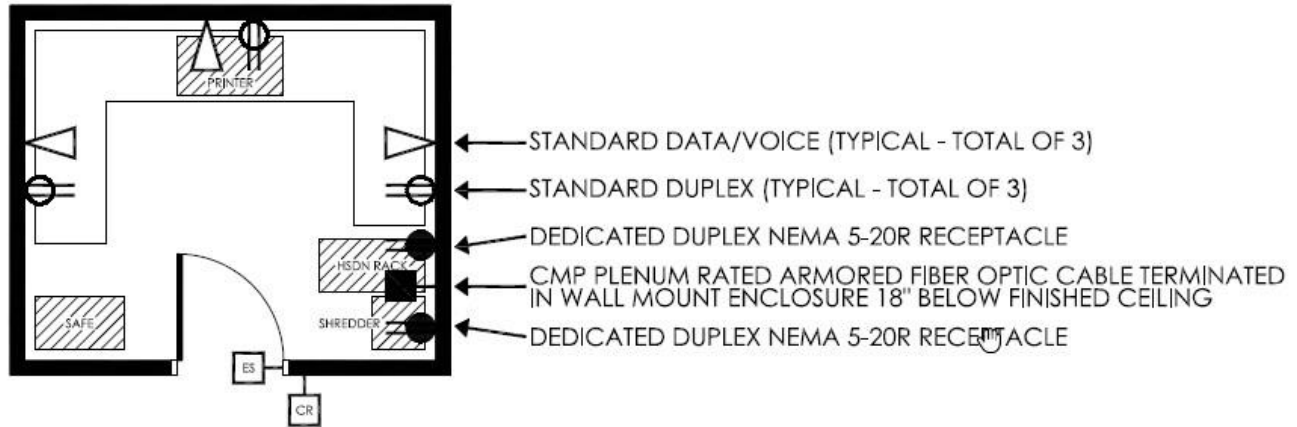 PRINTER
STANDARD DATA/VOICE (TYPICAL - TOTAL OF 3)
STANDARD DUPLEX (TYPICAL - TOTAL OF 3)
DEDICATED DUPLEX NEMA 5-20R RECEPTACLE
HSDN RACK
CMP PLENUM RATED ARMORED FIBER OPTIC CABLE TERMINATED
IN WALL MOUNT ENCLOSURE 18" BELOW FINISHED CEILING
SAFE
SHREDDER
DEDICATED DUPLEX NEMA 5-20R RECEPTACLE
ES
CR